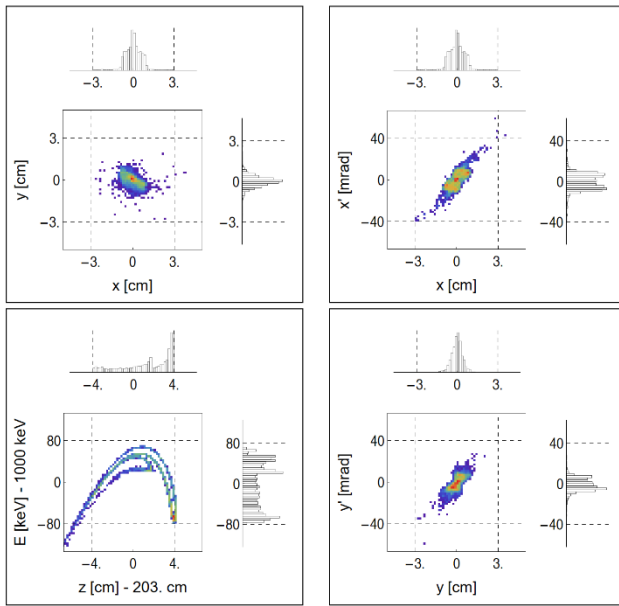 −3. 0 3.
3.
0
−3.
y [cm]
−3. 0 3.
x [cm]
3.
0
−3.
−3. 0 3.
40
0
−40
x' [mrad]
−3. 0 3.
x [cm]
40
0
−40
−4. 0 4.
80
0
−80
E [keV] - 1000 keV
−4. 0 4.
z [cm] - 203. cm
80
0
−80
−3. 0 3.
40
0
−40
y' [mrad]
−3. 0 3.
y [cm]
40
0
−40